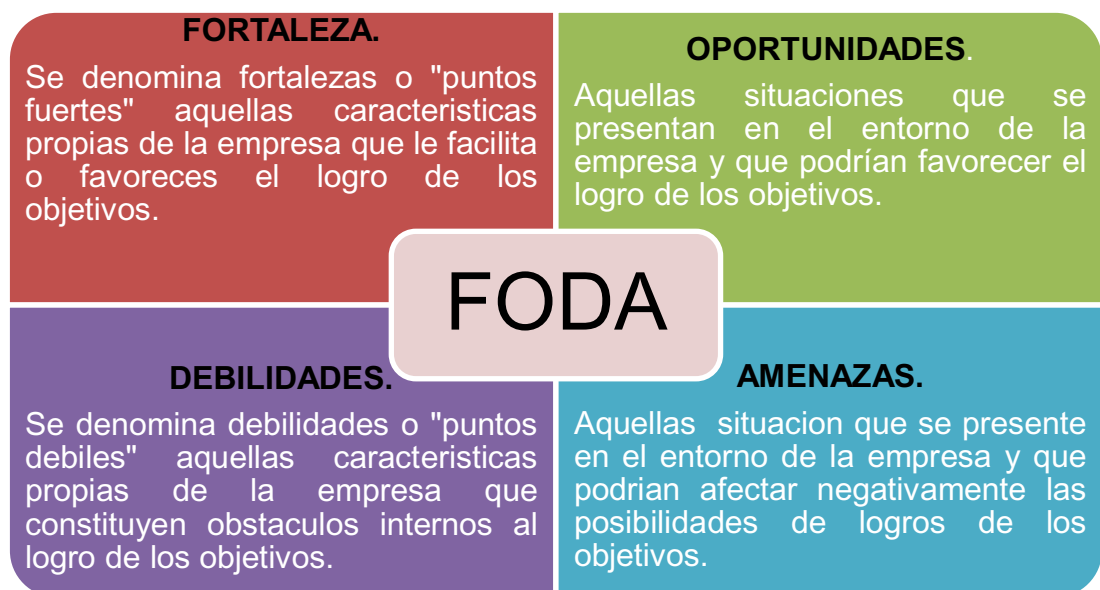 FORTALEZA.
Se denomina fortalezas o "puntos
fuertes" aquellas caracteristicas
propias de la empresa que le facilita
o favoreces el logro de los
objetivos.
OPORTUNIDADES.
Aquellas situaciones que se
presentan en el entorno de la
empresa y que podrían favorecer el
logro de los objetivos.
FODA
DEBILIDADES.
Se denomina debilidades o "puntos
debiles" aquellas caracteristicas
propias de la empresa que
constituyen obstaculos internos al
logro de los objetivos.
AMENAZAS.
Aquellas situacion que se presente
en el entorno de la empresa y que
podrian afectar negativamente las
posibilidades de logros de los
objetivos.